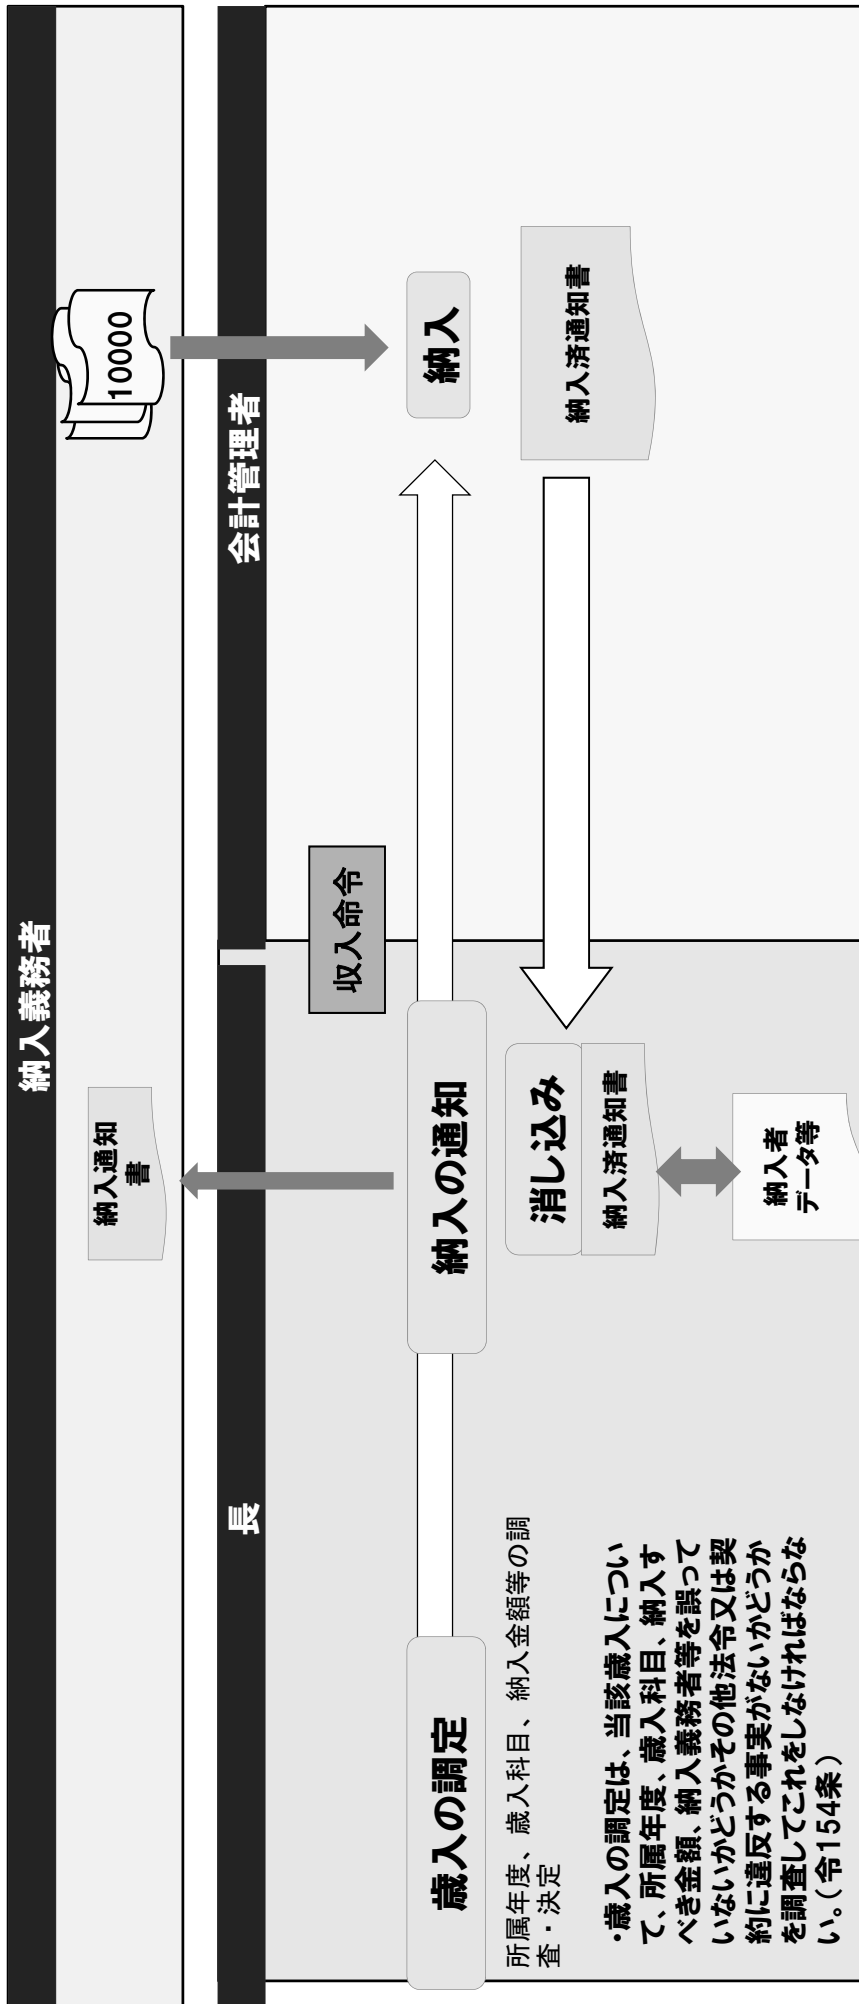 納入義務者
納入通知
書
10000
長
会計管理者
収入命令
歳入の調定
納入の通知
納入
所属年度、歳入科目、納入金額等の調
査・決定
・歳入の調定は、当該歳入につい
て、所属年度、歳入科目、納入す
べき金額、納入義務者等を誤って
いないかどうかその他法令又は契
約に違反する事実がないかどうか
を調査してこれをしなければならな
い。(令154条)
消し込み
納入済通知書
納入者
データ等
納入済通知書